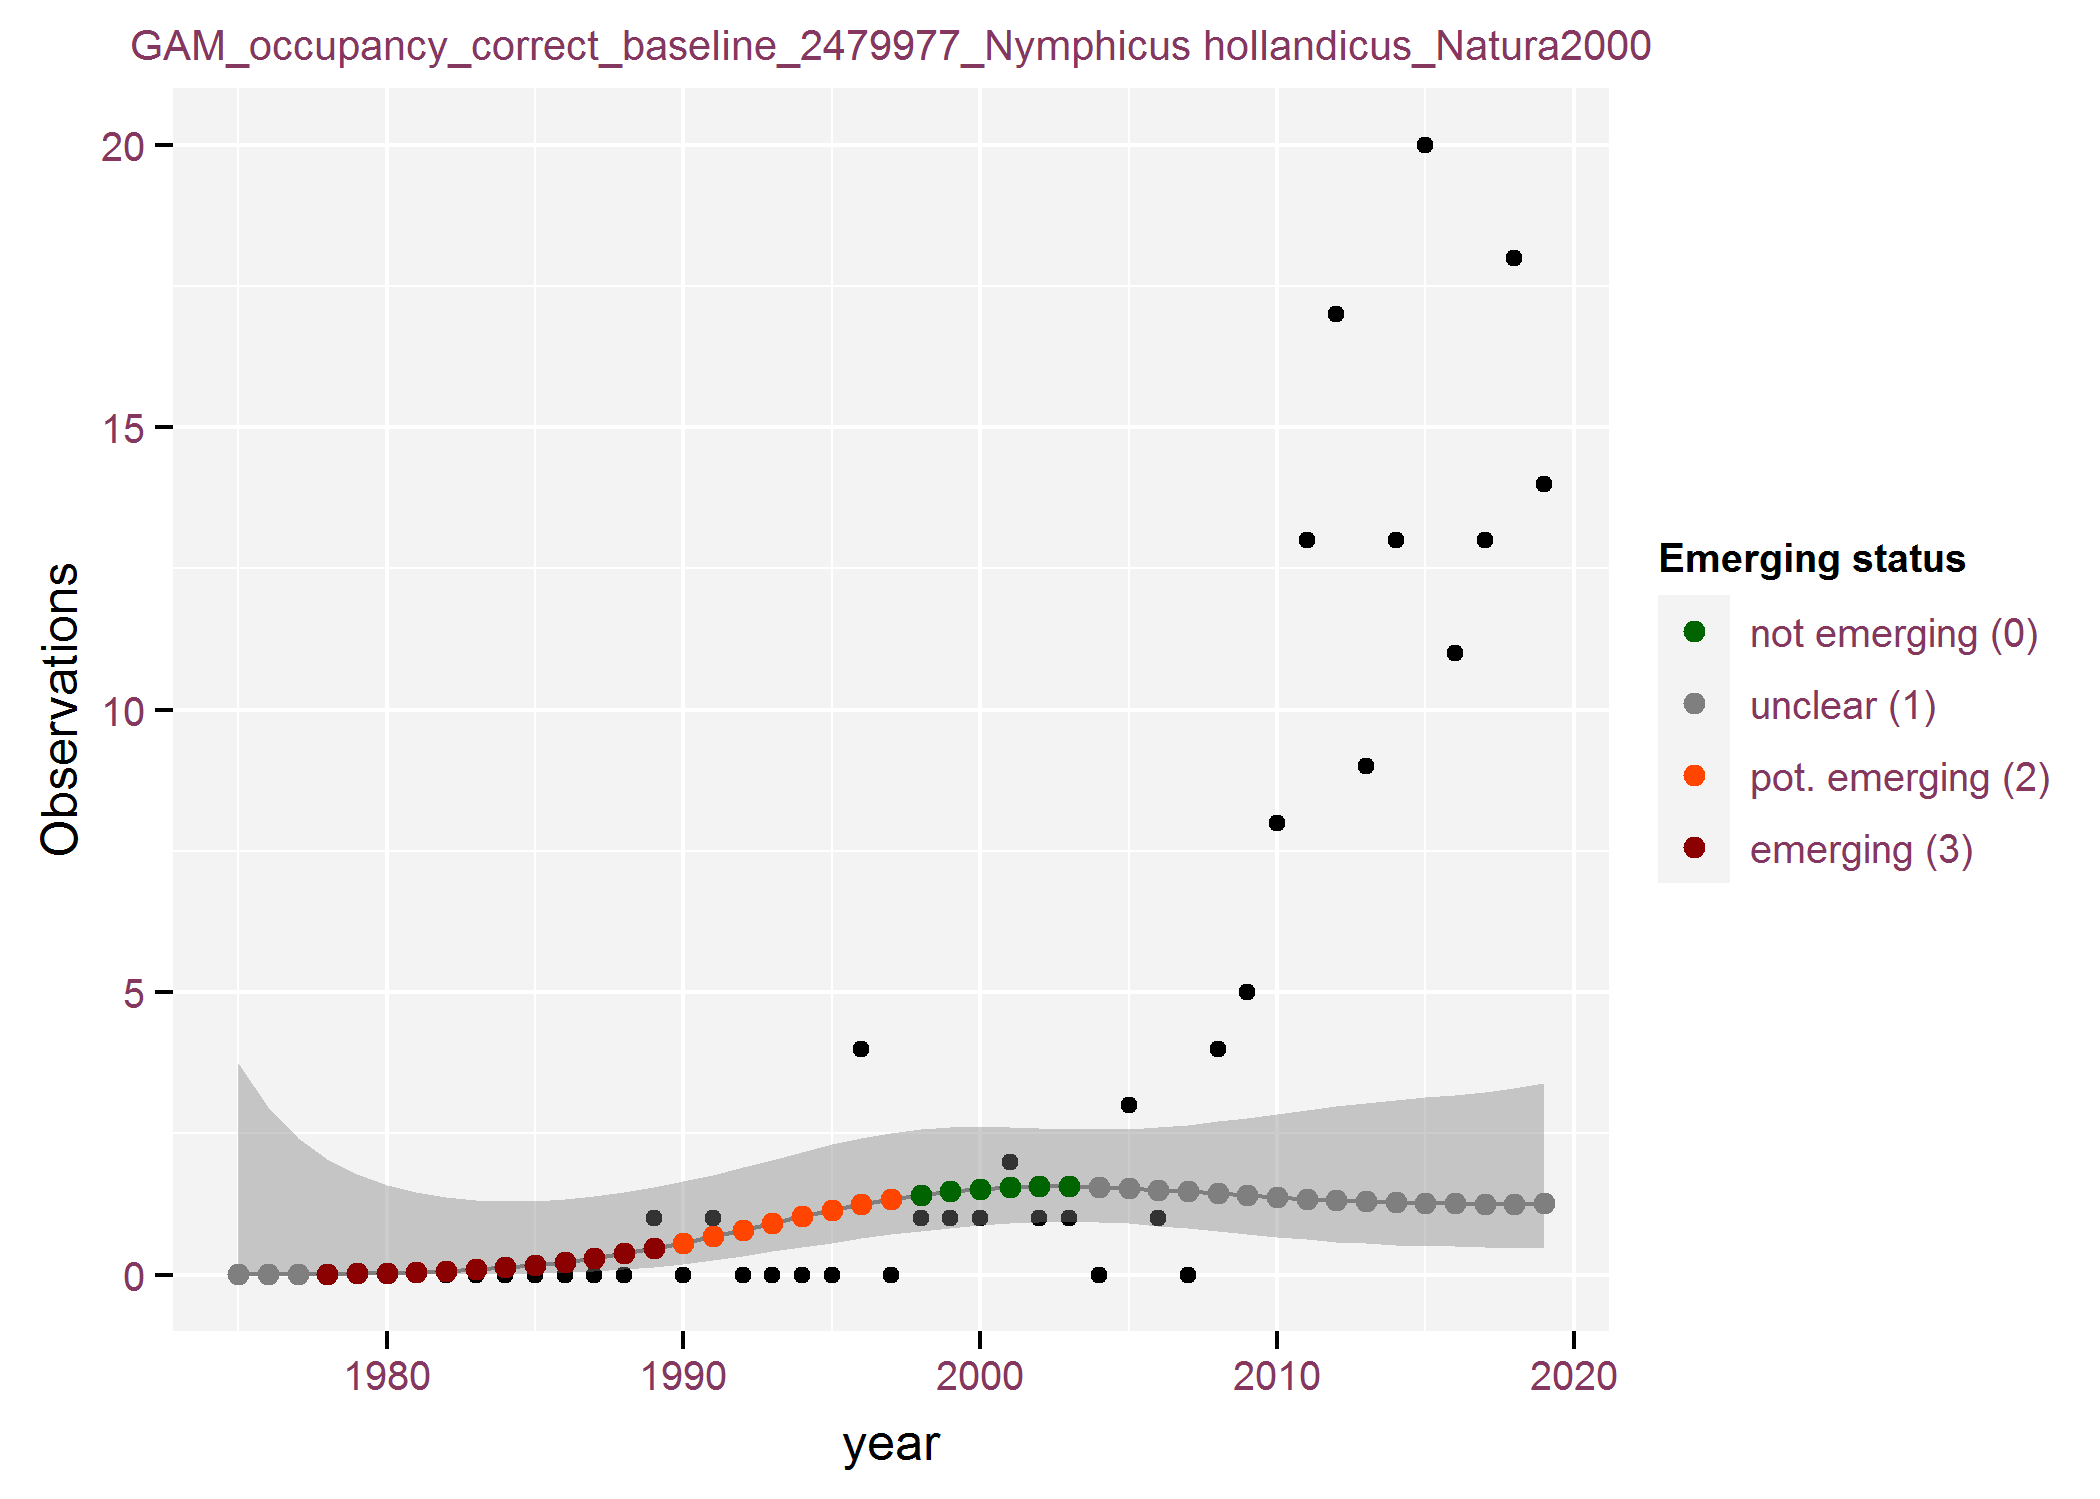 GAM_occupancy_correct_baseline_2479977_Nymphicus hollandicus_Natura2000
Observations
20
15
10
5
0
1980
1990
2000
2010
2020
year
Emerging status
not emerging (0)
unclear (1)
pot. emerging (2)
emerging (3)